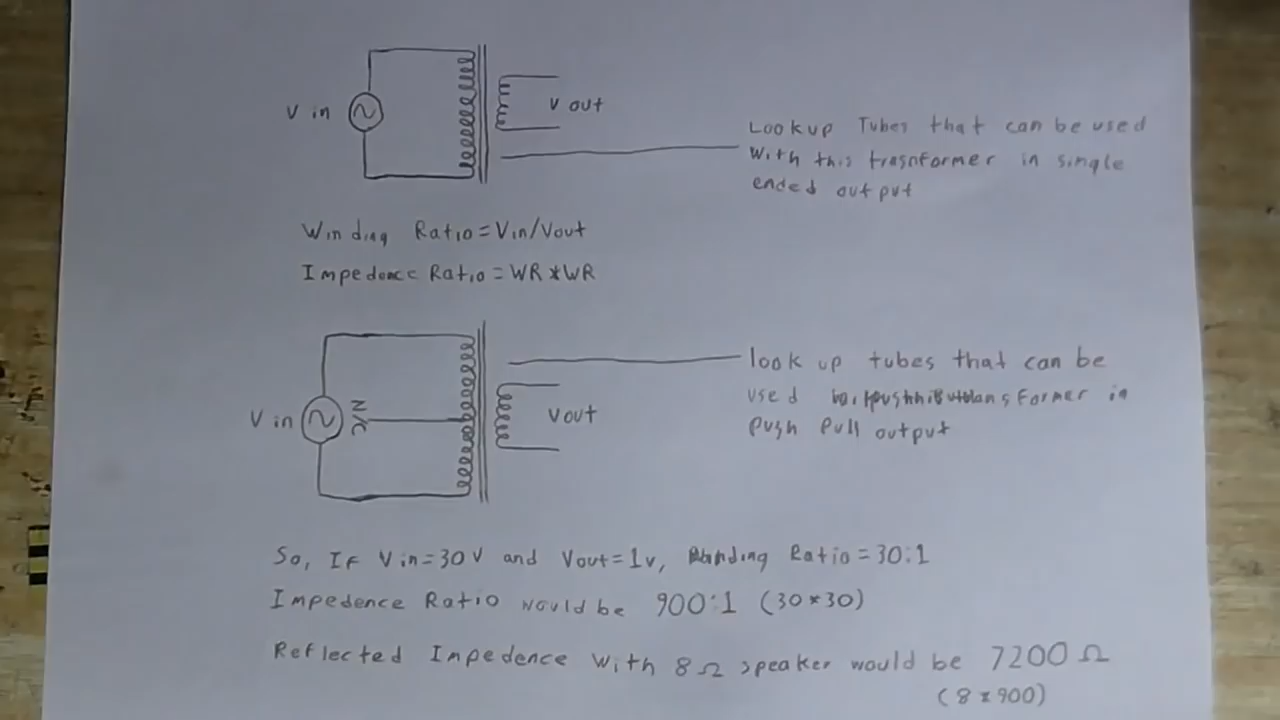 V in
V out
Lookup Tubes that can be used
With this tresnformer in single
ended output
Winding Ratio = Vin/Vout
Impedence Ratio = WR*WR
V in
N/C
Vout
look up tubes that can be
used in
push pull output
So, If Vin=30V and Vout=1v, Ratio = 30:1
Impedence Ratio would be 900:1 (30*30)
Reflected Impedence With 8Ω speaker would be 7200Ω
(8*900)